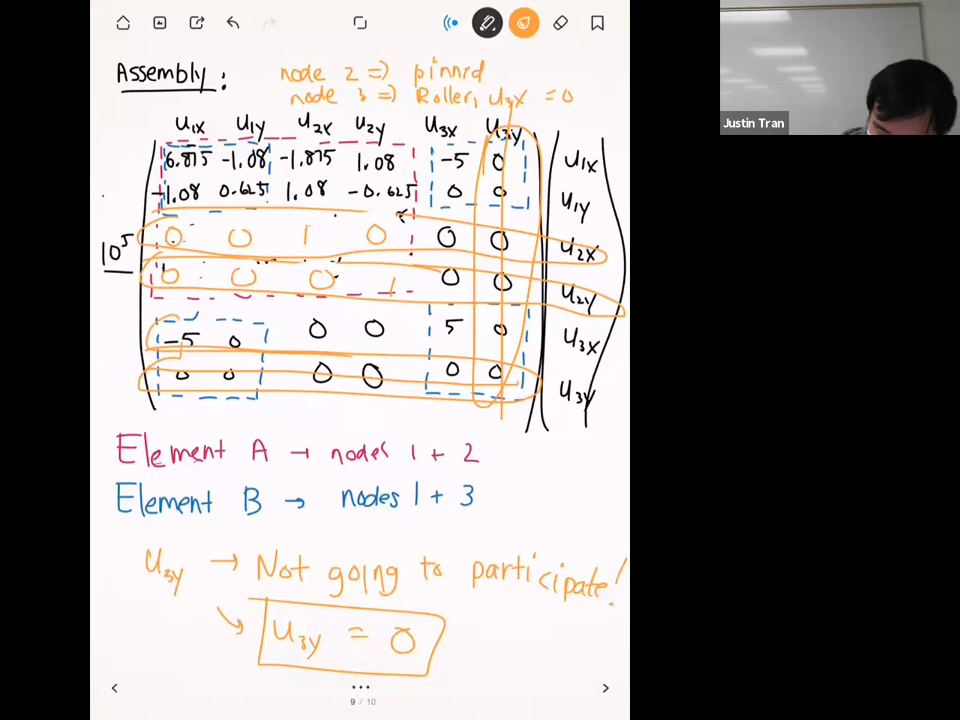 Assembly:
node 2 => pinned
node 3 => Roller, u3x = 0
u1x u1y u2x u2y u3x u3y
6.875 -1.08 -1.875 1.08 -5 0 u1x
-1.08 0.625 1.08 -0.625 0 0 u1y
10^5
0 0 1 0 0 0 u2x
0 0 0 1 0 0 u2y
-5 0 0 0 5 0 u3x
0 0 0 0 0 0 u3y
Element A → nodes 1 + 2
Element B → nodes 1 + 3
u3y → Not going to participate!
↘ u3y = 0
9 / 10
Justin Tran